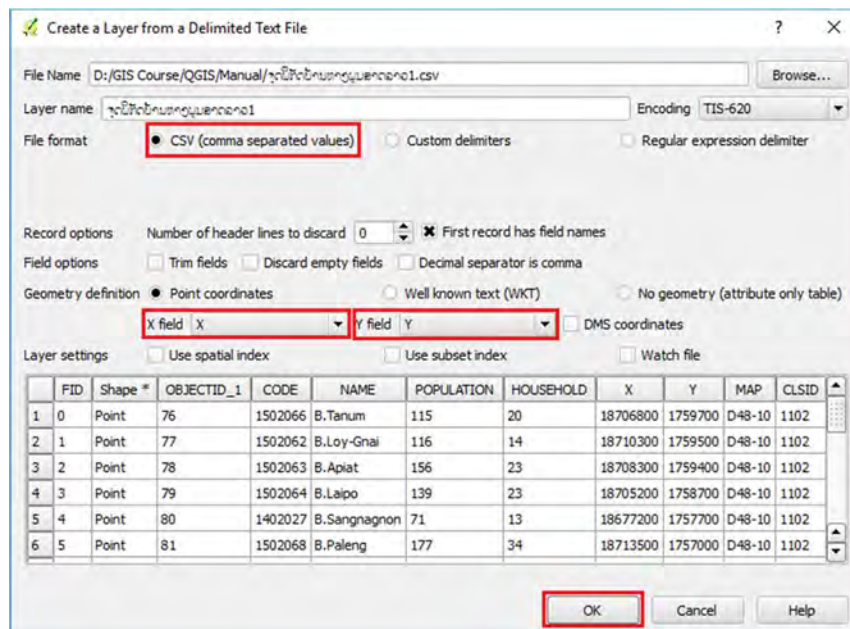 Create a Layer from a Delimited Text File ? ×
File Name D:/GIS Course/QGIS/Manual/ Browse...
Layer name Encoding TIS-620
File format CSV (comma separated values) Custom delimiters Regular expression delimiter
Record options Number of header lines to discard 0 First record has field names
Field options Trim fields Discard empty fields Decimal separator is comma
Geometry definition Point coordinates Well known text (WKT) No geometry (attribute only table)
X field X Y field Y DMS coordinates
Layer settings Use spatial index Use subset index Watch file
FID Shape * OBJECTID_1 CODE NAME POPULATION HOUSEHOLD X Y MAP CLSID
1 0 Point 76 1502066 B.Tanum 115 20 18706800 1759700 D48-10 1102
2 1 Point 77 1502062 B.Loy-Gnai 116 14 18710300 1759500 D48-10 1102
3 2 Point 78 1502063 B.Apiat 156 23 18708300 1759400 D48-10 1102
4 3 Point 79 1502064 B.Laipo 139 23 18705200 1758700 D48-10 1102
5 4 Point 80 1402027 B.Sangnagnon 71 13 18677200 1757700 D48-10 1102
6 5 Point 81 1502068 B.Paleng 177 34 18713500 1757000 D48-10 1102
OK Cancel Help